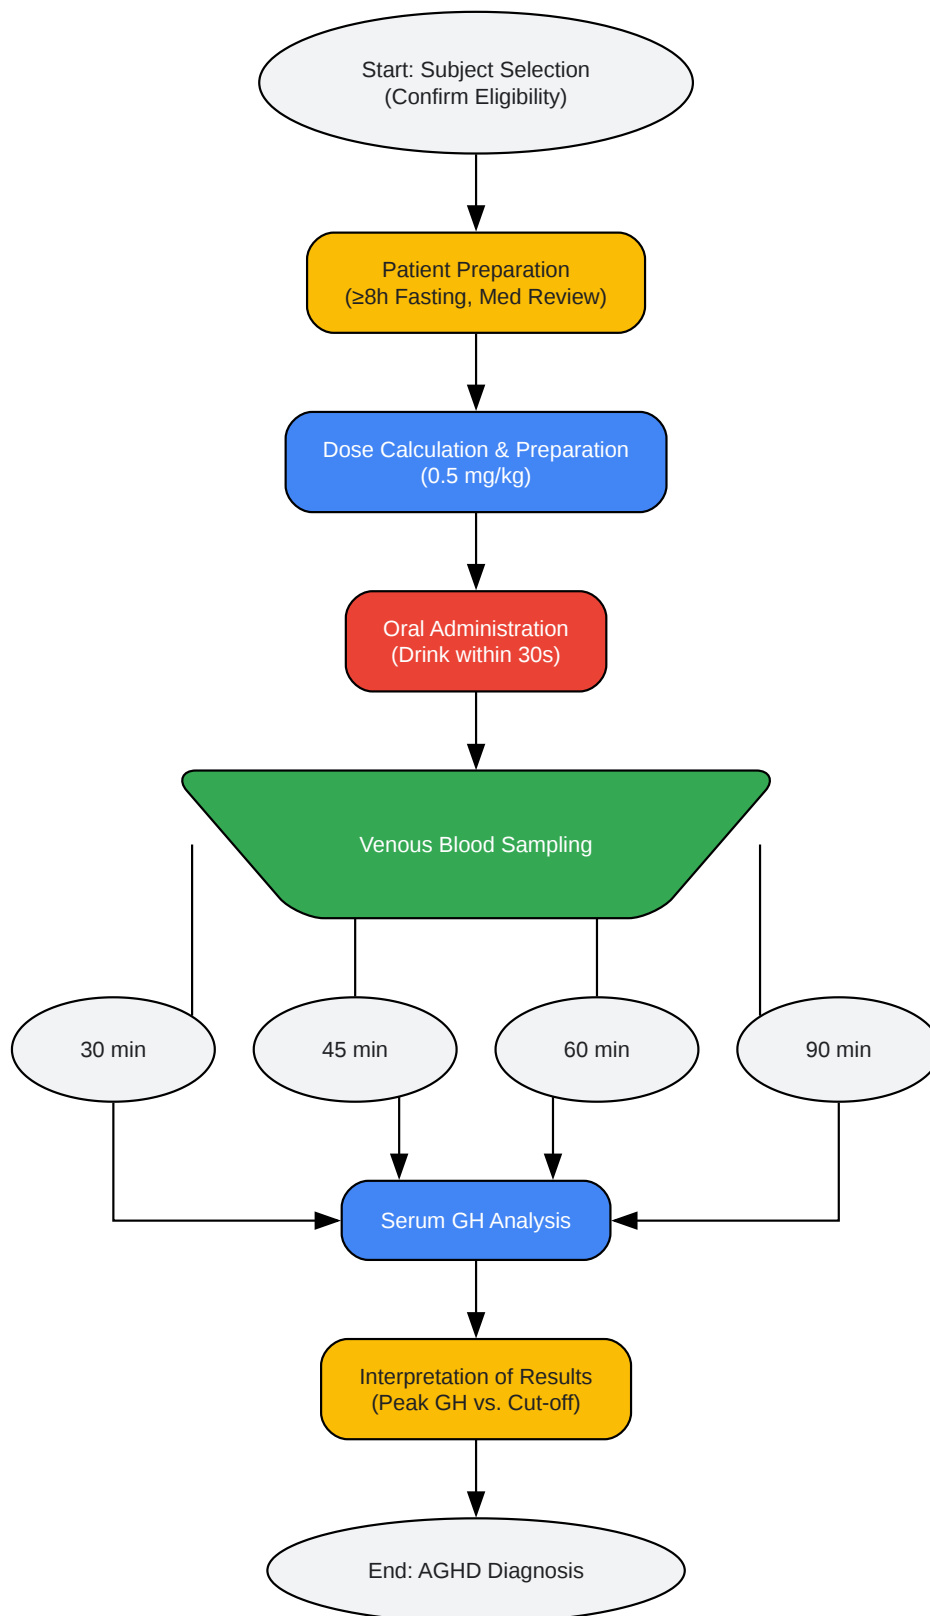 Start: Subject Selection
(Confirm Eligibility)
Patient Preparation
(≥8h Fasting, Med Review)
Dose Calculation & Preparation
(0.5 mg/kg)
Oral Administration
(Drink within 30s)
Venous Blood Sampling
30 min
45 min
60 min
90 min
Serum GH Analysis
Interpretation of Results
(Peak GH vs. Cut-off)
End: AGHD Diagnosis